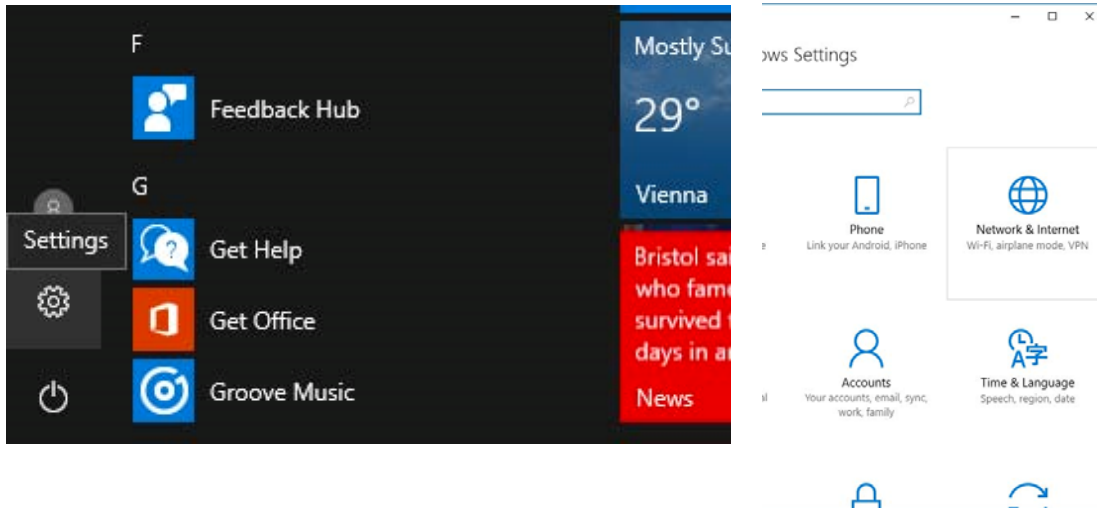 F
Feedback Hub
G
Settings
Get Help
Get Office
Groove Music
Mostly Su
29°
Vienna
Bristol sai
who fame
survived
days in a
News
ows Settings
Phone
Link your Android, iPhone
Network & Internet
Wi-Fi, airplane mode, VPN
Accounts
Your accounts, email, sync,
work, family
Time & Language
Speech, region, date